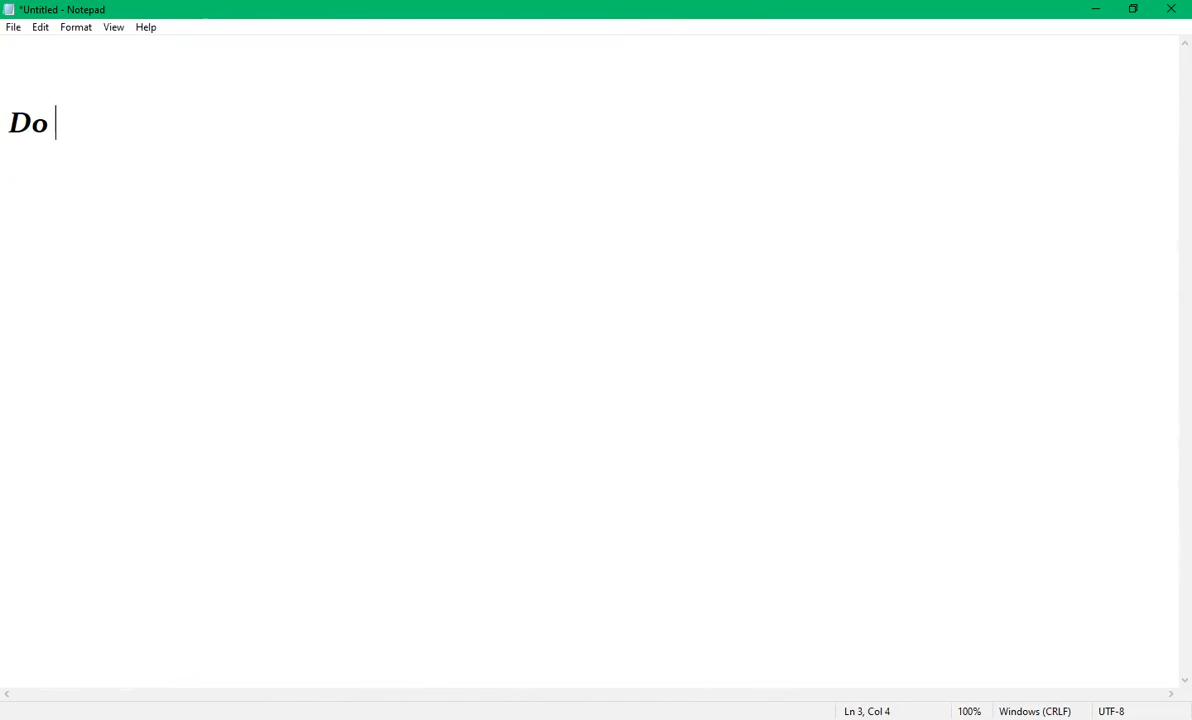 *Untitled - Notepad
File Edit Format View Help
Do
Ln 3, Col 4 100% Windows (CRLF) UTF-8